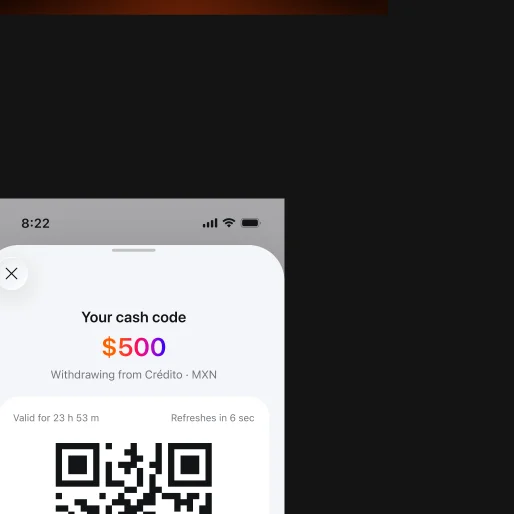 8:22
Your cash code
$500
Withdrawing from Crédito · MXN
Valid for 23 h 53 m Refreshes in 6 sec